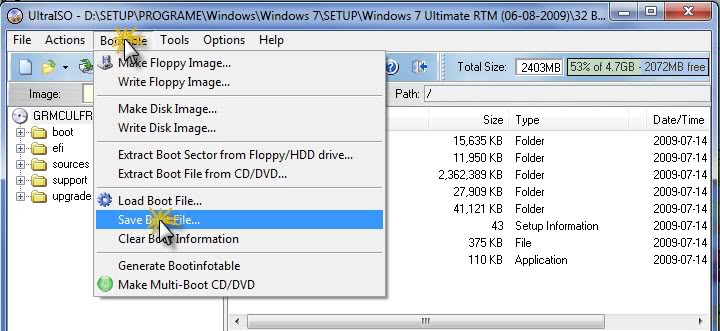 UltraISO - D:\SETUP\PROGRAME\Windows\Windows 7\SETUP\Windows 7 Ultimate RTM (06-08-2009)\32 B...
File Actions Tools Options Help
Make Floppy Image...
Write Floppy Image...
Make Disk Image...
Write Disk Image...
Extract Boot Sector from Floppy/HDD drive...
Extract Boot File from CD/DVD...
Load Boot File...
Save Boot File...
Clear Boot Information
Generate Bootinfotable
Make Multi-Boot CD/DVD
Total Size: 2403MB 53% of 4.7GB - 2072MB free
Image: Path: /
GRMCULFR
boot
efi
sources
support
upgrade
Size Type Date/Time
15,635 KB Folder 2009-07-14
11,950 KB Folder 2009-07-14
2,362,389 KB Folder 2009-07-14
27,909 KB Folder 2009-07-14
41,121 KB Folder 2009-07-14
43 Setup Information 2009-07-14
375 KB File 2009-07-14
110 KB Application 2009-07-14